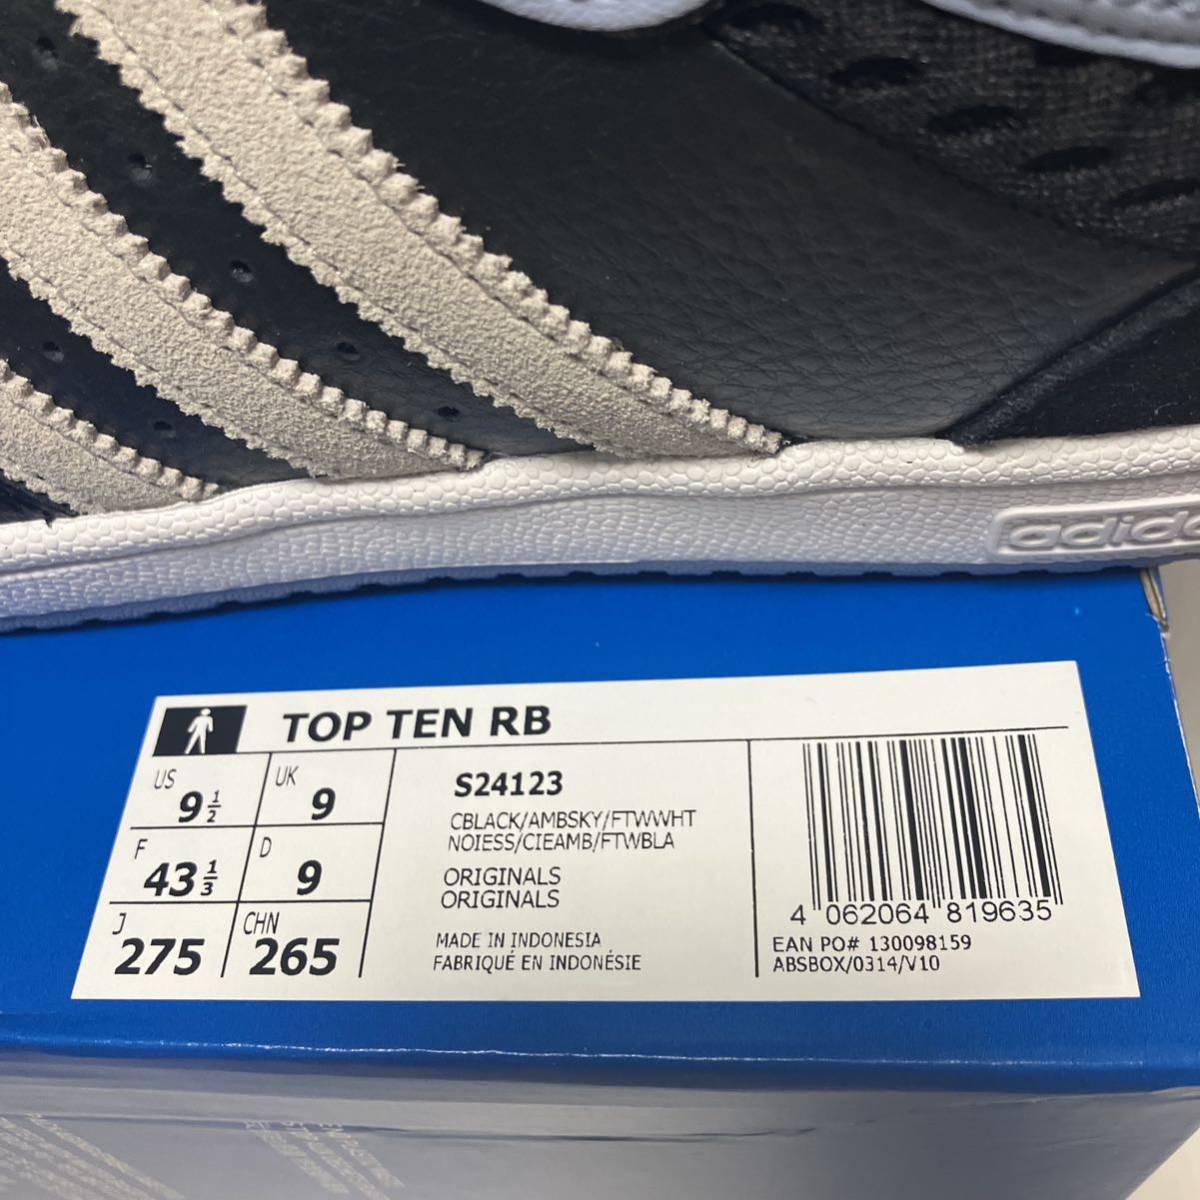 TOP TEN RB
US 9 1/2
UK 9
F 43 1/3
D 9
J 275
CHN 265
S24123
CBLACK/AMBSKY/FTWWHT
NOIESS/CIEAMB/FTWBLA
ORIGINALS
ORIGINALS
MADE IN INDONESIA
FABRIQUÉ EN INDONÉSIE
4 062064 819635
EAN PO# 130098159
ABSBOX/0314/V10